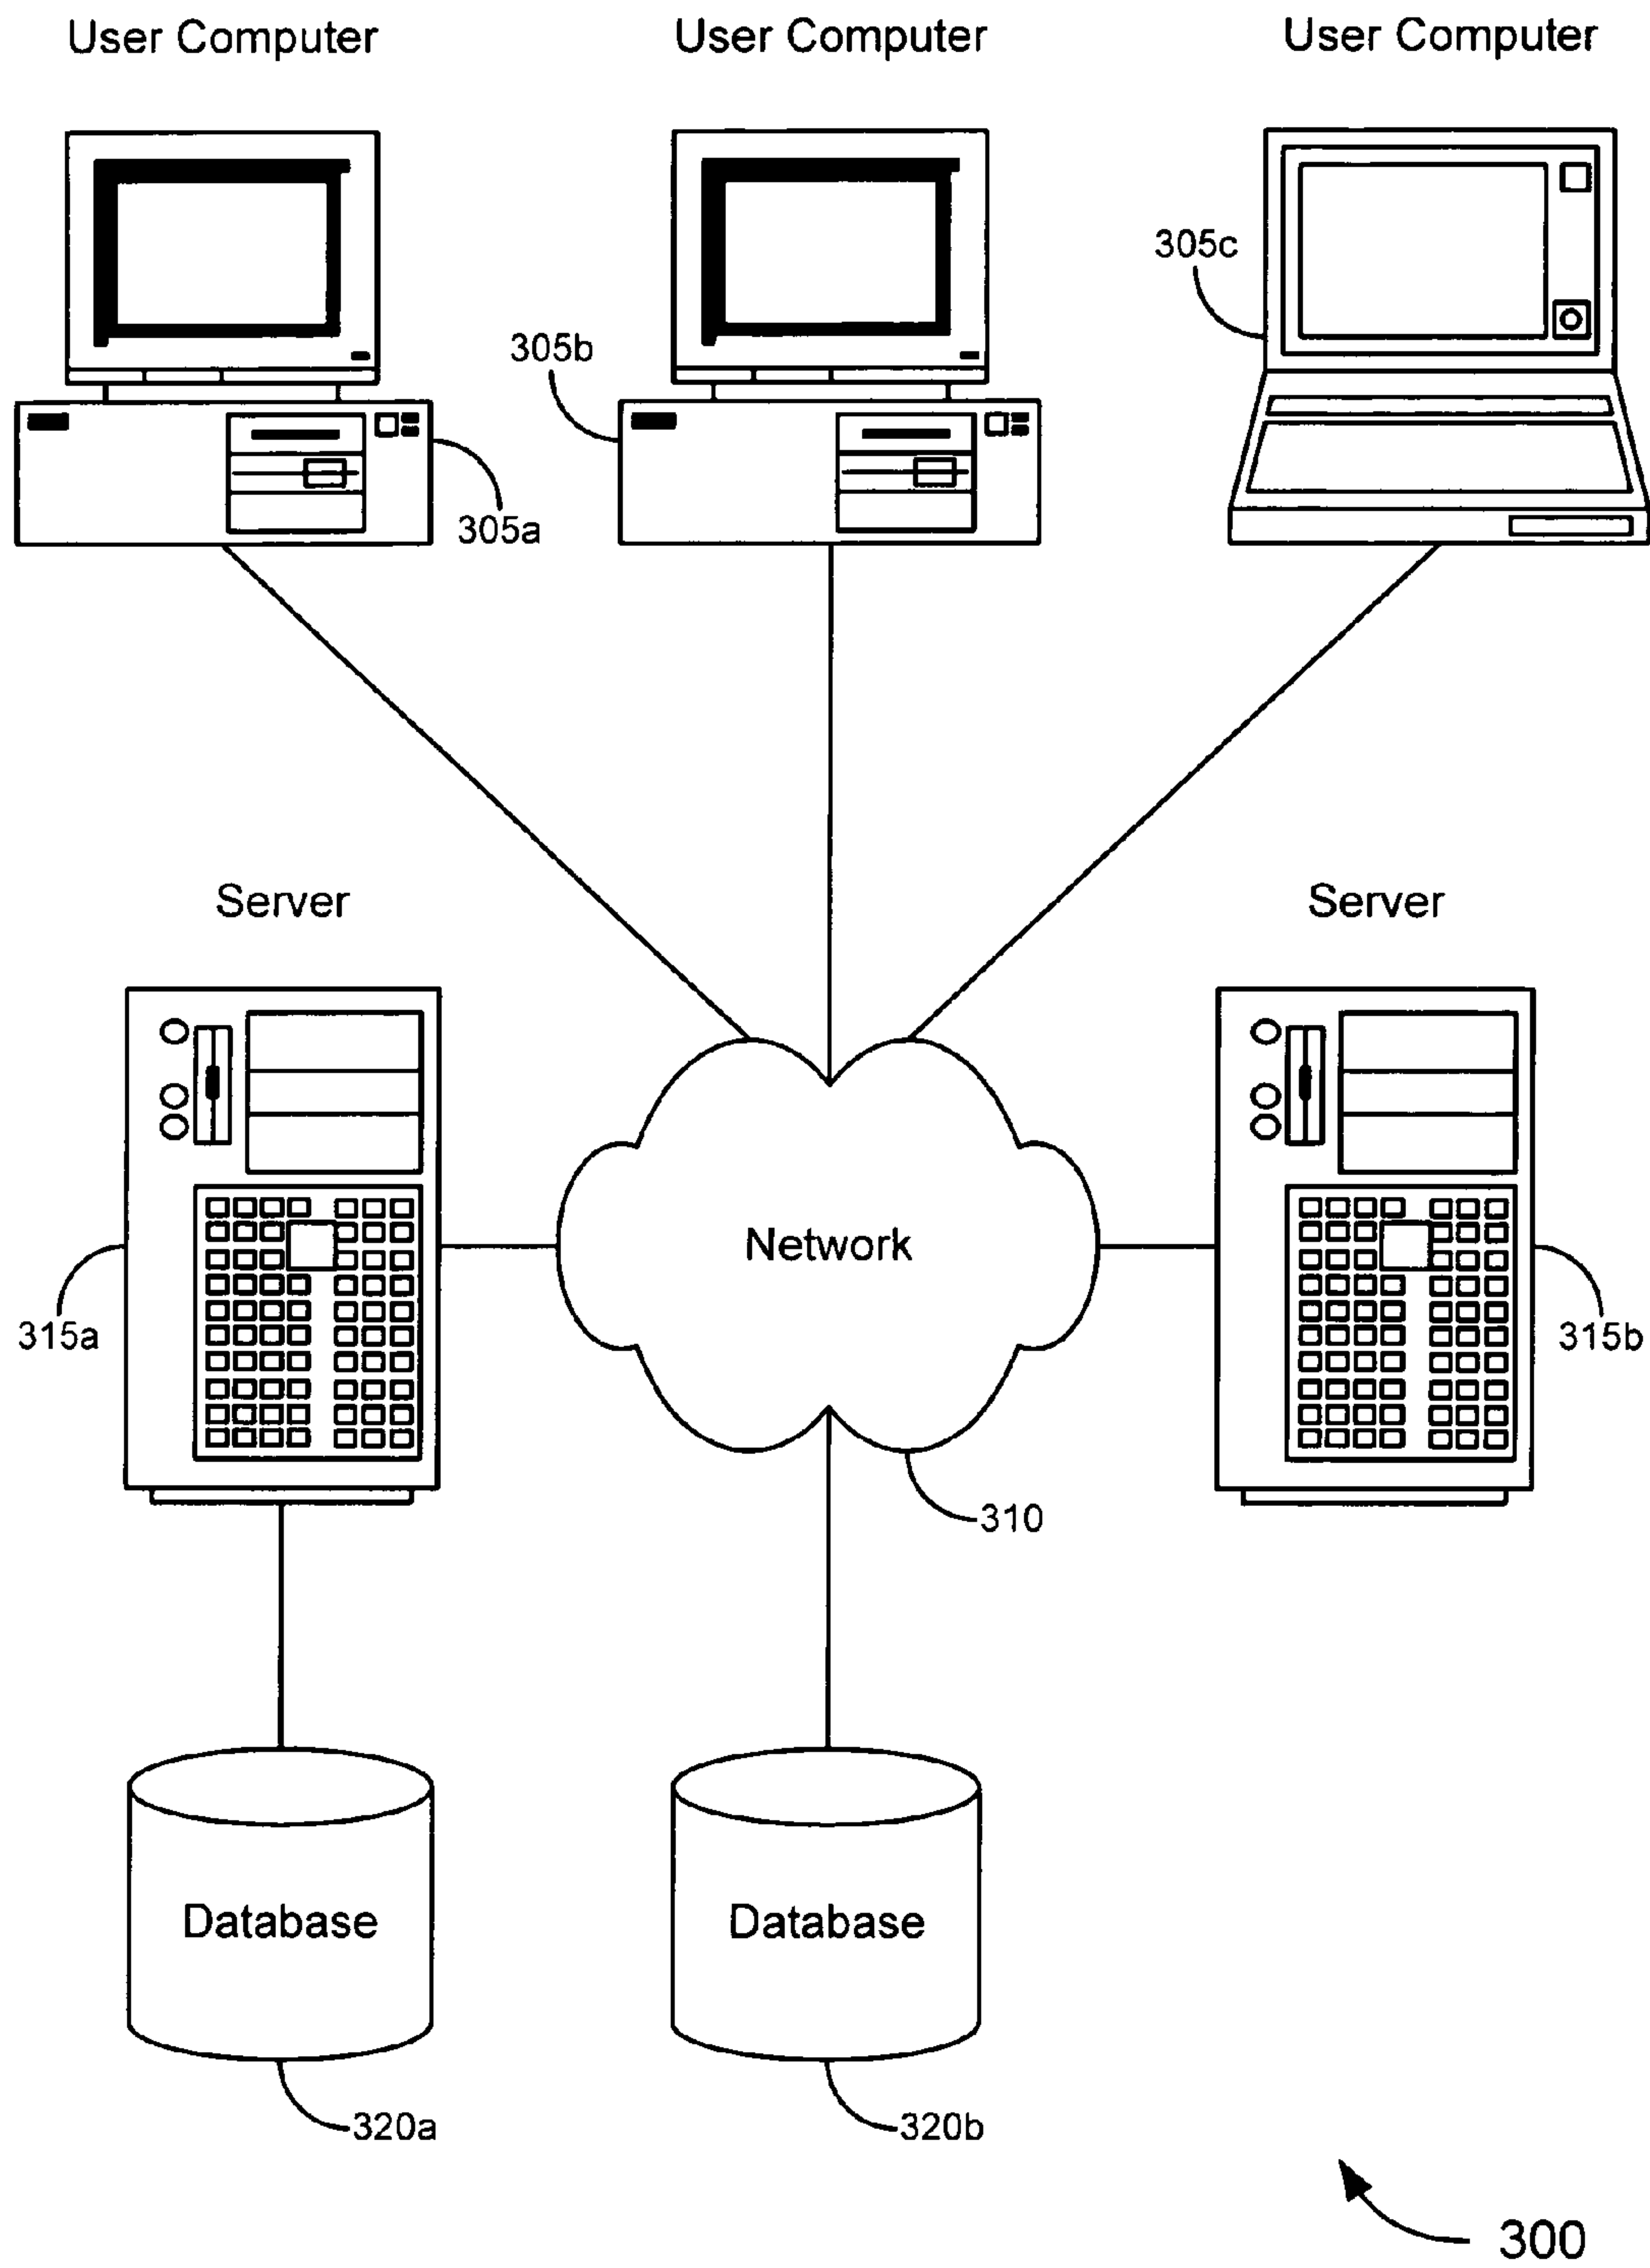 User Computer
User Computer
User Computer
305c
305b
305a
Server
Server
Network
315a
315b
310
Database
Database
320a
320b
300